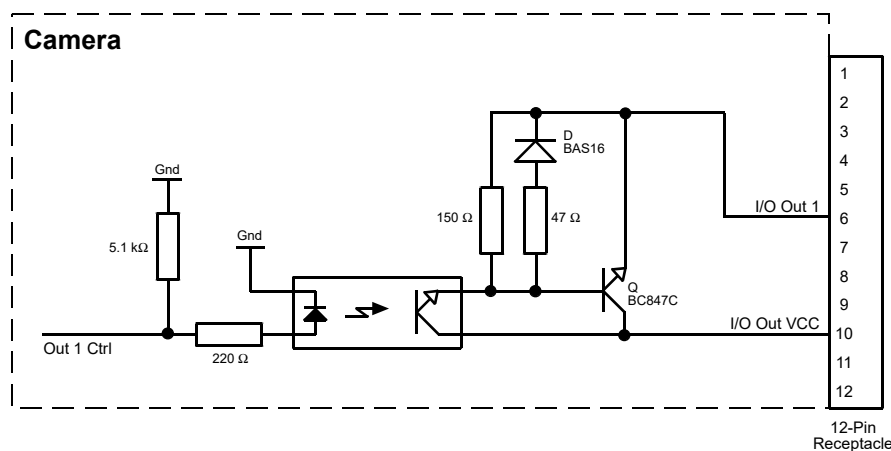 Camera
1
2
3
4
5
6
7
8
9
10
11
12
D
BAS16
Gnd
I/O Out 1
150 Ω
47 Ω
5.1 kΩ
Gnd
Q
BC847C
I/O Out VCC
Out 1 Ctrl
220 Ω
12-Pin
Receptacle